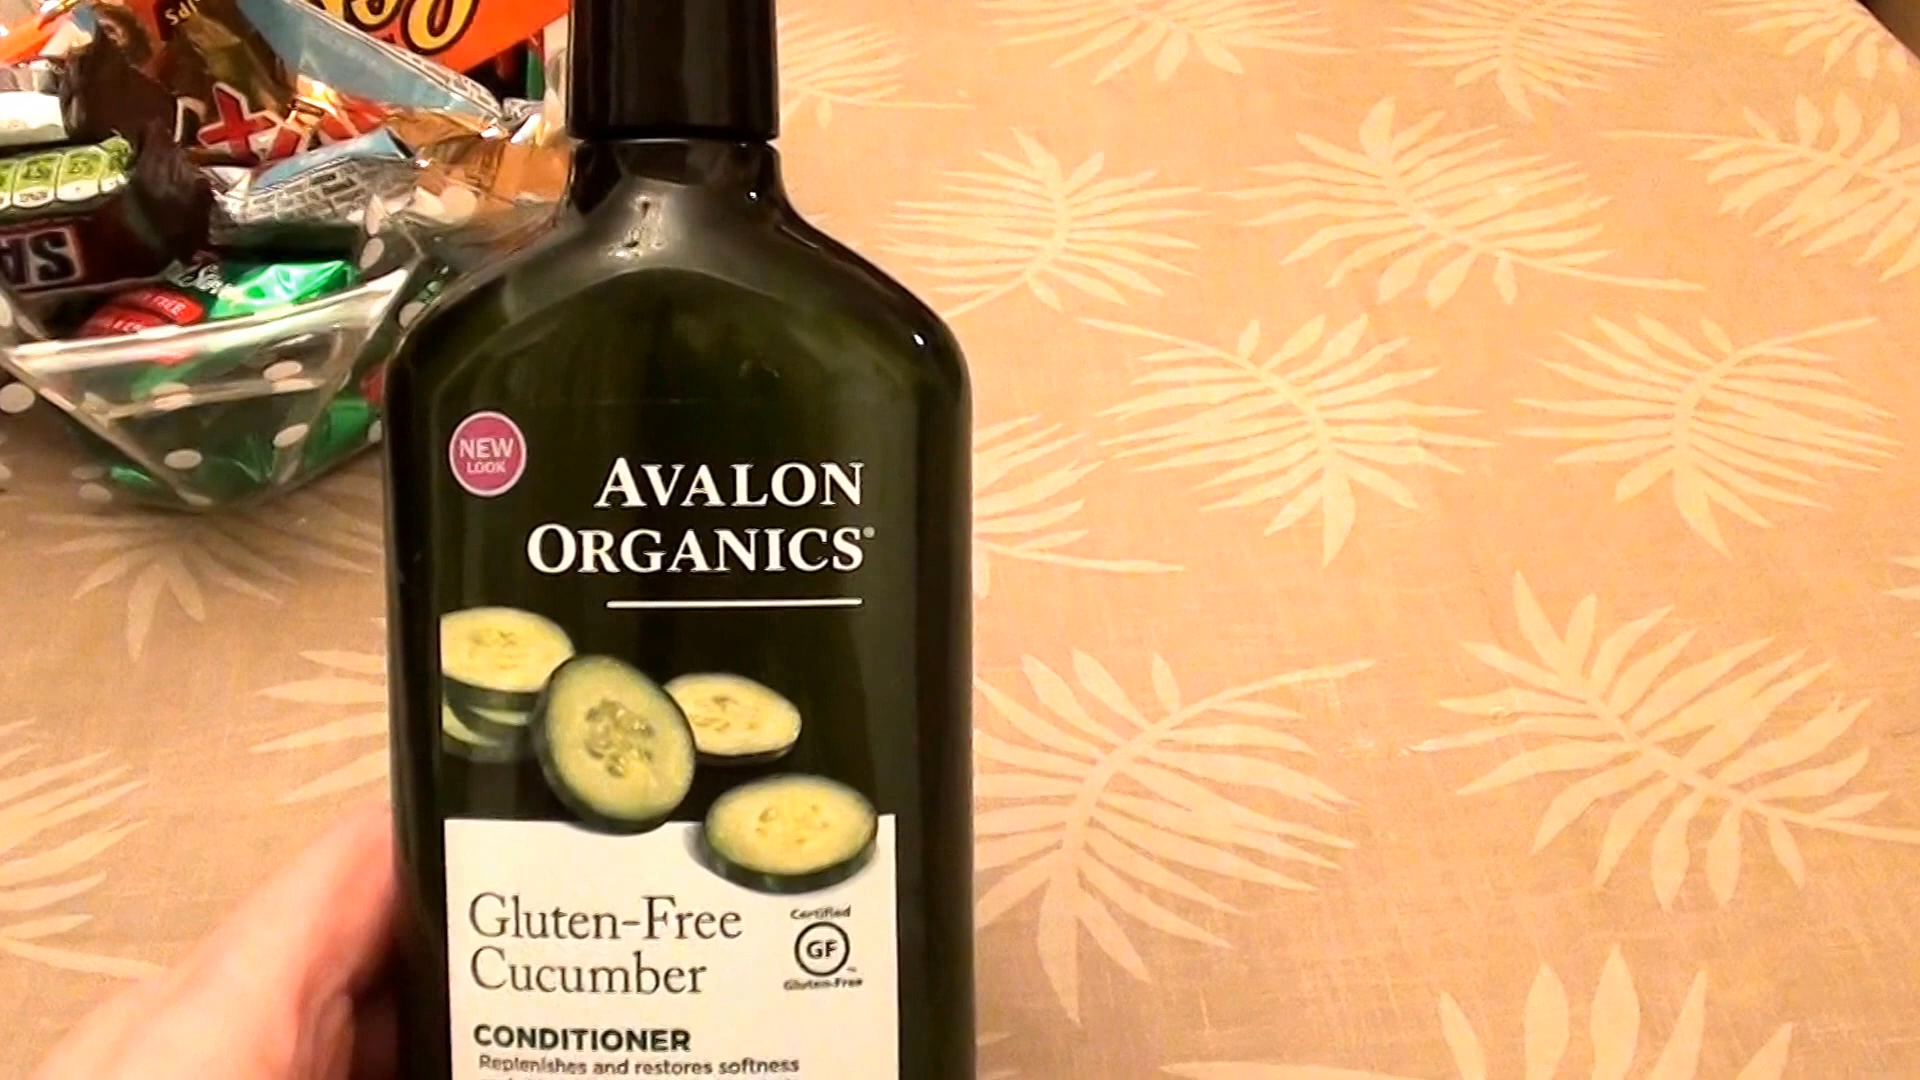 NEW
LOOK
AVALON
ORGANICS®
Gluten-Free
Cucumber
Certified
GF
Gluten-Free
CONDITIONER
Replenishes and restores softness